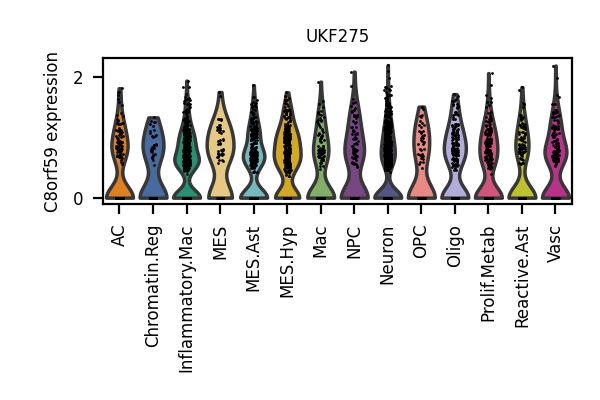 UKF275
C8orf59 expression
2
0
AC
Chromatin.Reg
Inflammatory.Mac
MES
MES.Ast
MES.Hyp
Mac
NPC
Neuron
OPC
Oligo
Prolif.Metab
Reactive.Ast
Vasc